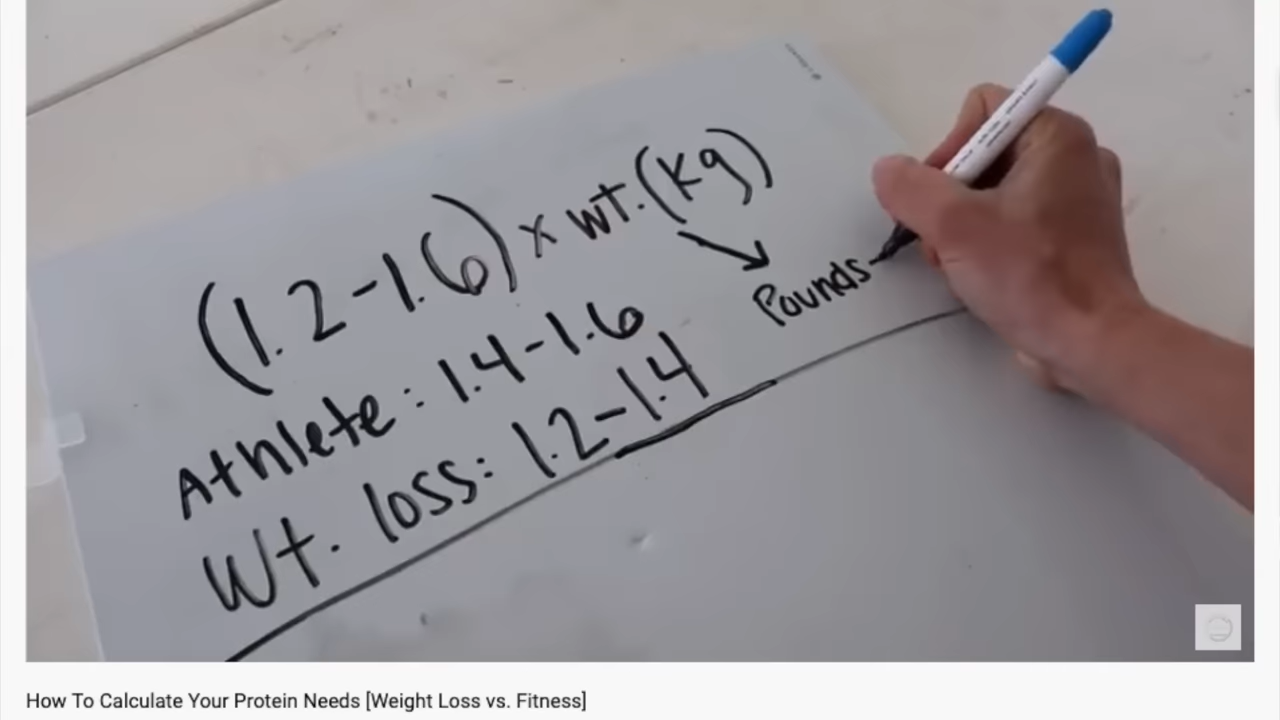 (1.2-1.6) x wt. (kg)
Pounds
Athlete: 1.4-1.6
Wt. loss: 1.2-1.4
How To Calculate Your Protein Needs [Weight Loss vs. Fitness]